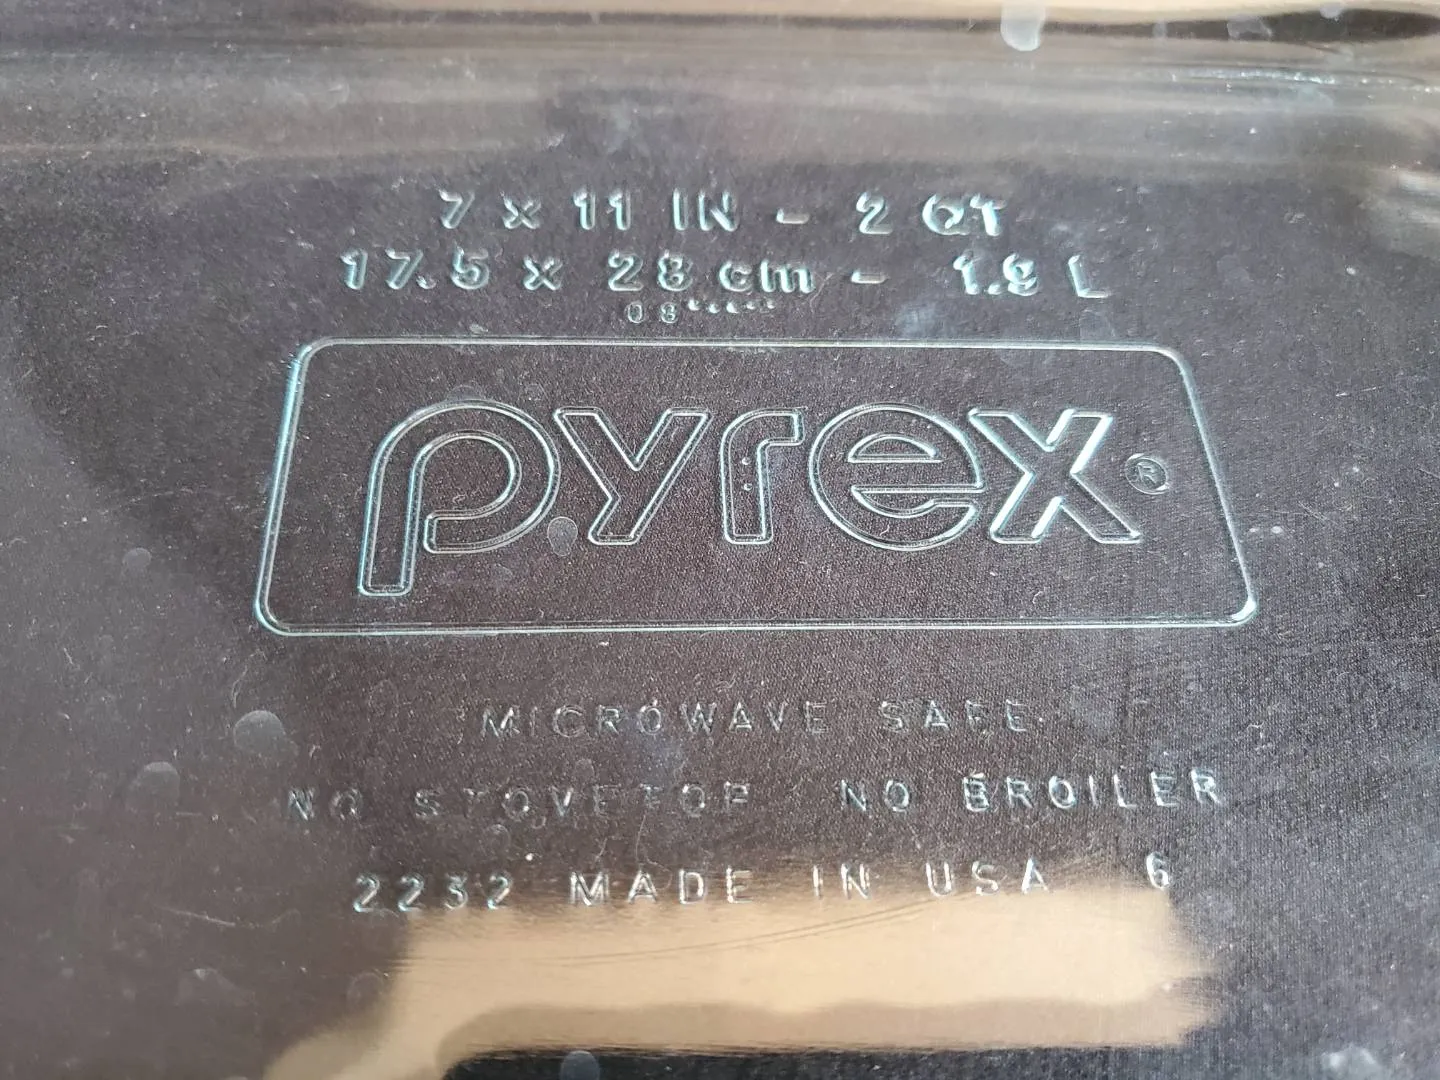 7 x 11 IN - 2 QT
17.5 x 28 cm - 1.9 L
08
pyrex®
MICROWAVE SAFE
NO STOVETOP NO BROILER
2232 MADE IN USA 6